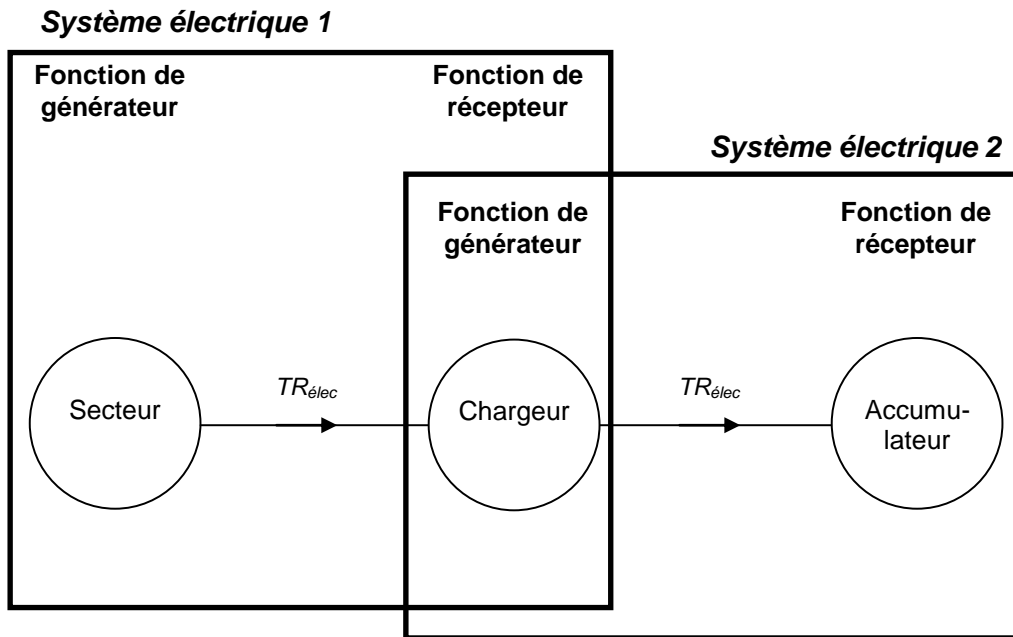 Système électrique 1
Fonction de
générateur
Fonction de
récepteur
Système électrique 2
Fonction de
générateur
Fonction de
récepteur
Secteur
TRélec
Chargeur
TRélec
Accumu-
lateur